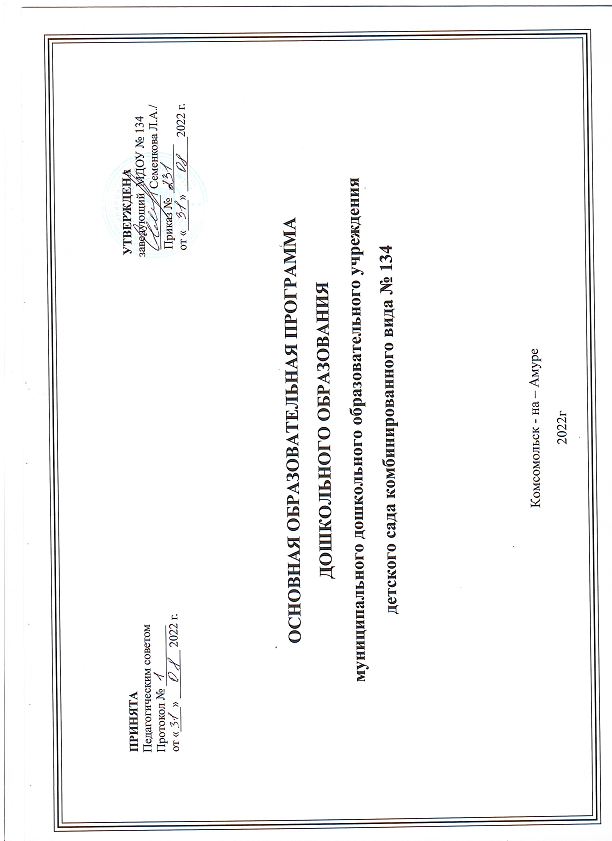 ПРИНЯТА
Педагогическим советом
Протокол № 1
от «31» 08 2022 г.
УТВЕРЖДЕНА
заведующий МДОУ № 134
Семенкова Л.А./
Приказ № 231
от « 31 » 08 2022 г.
ОСНОВНАЯ ОБРАЗОВАТЕЛЬНАЯ ПРОГРАММА
ДОШКОЛЬНОГО ОБРАЗОВАНИЯ
муниципального дошкольного образовательного учреждения
детского сада комбинированного вида № 134
Комсомольск - на – Амуре
2022г